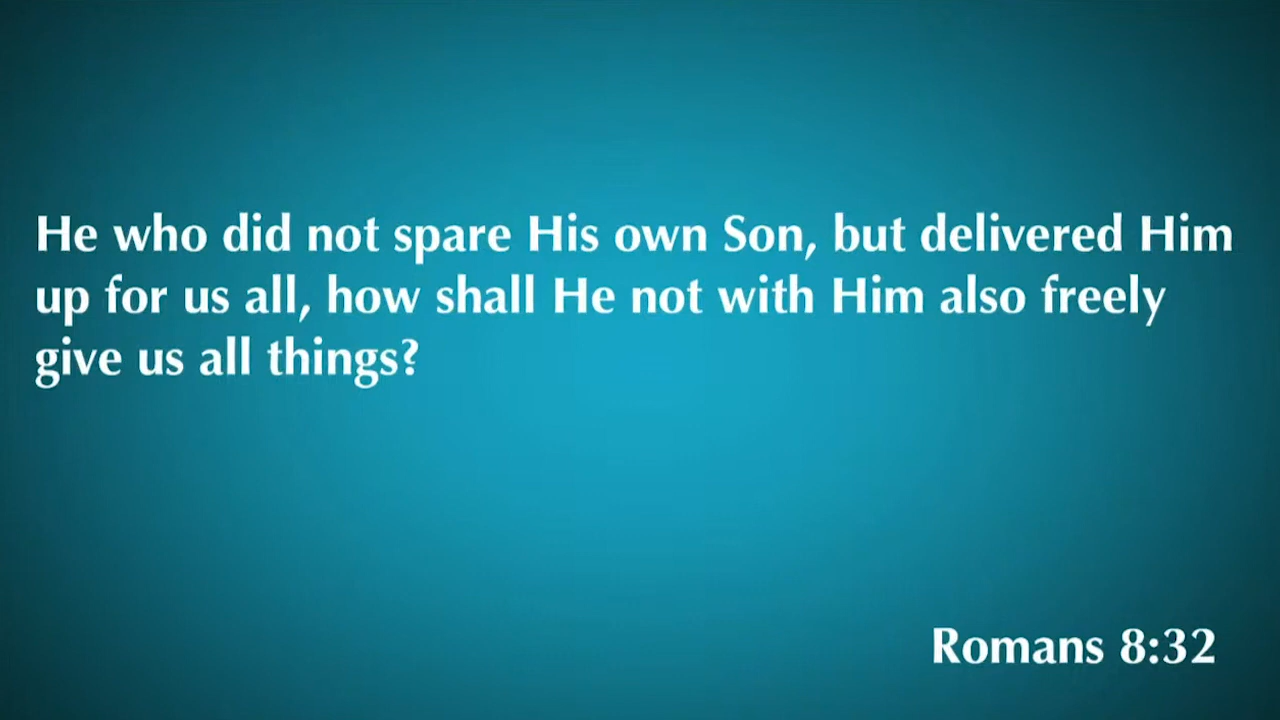 He who did not spare His own Son, but delivered Him
up for us all, how shall He not with Him also freely
give us all things?
Romans 8:32